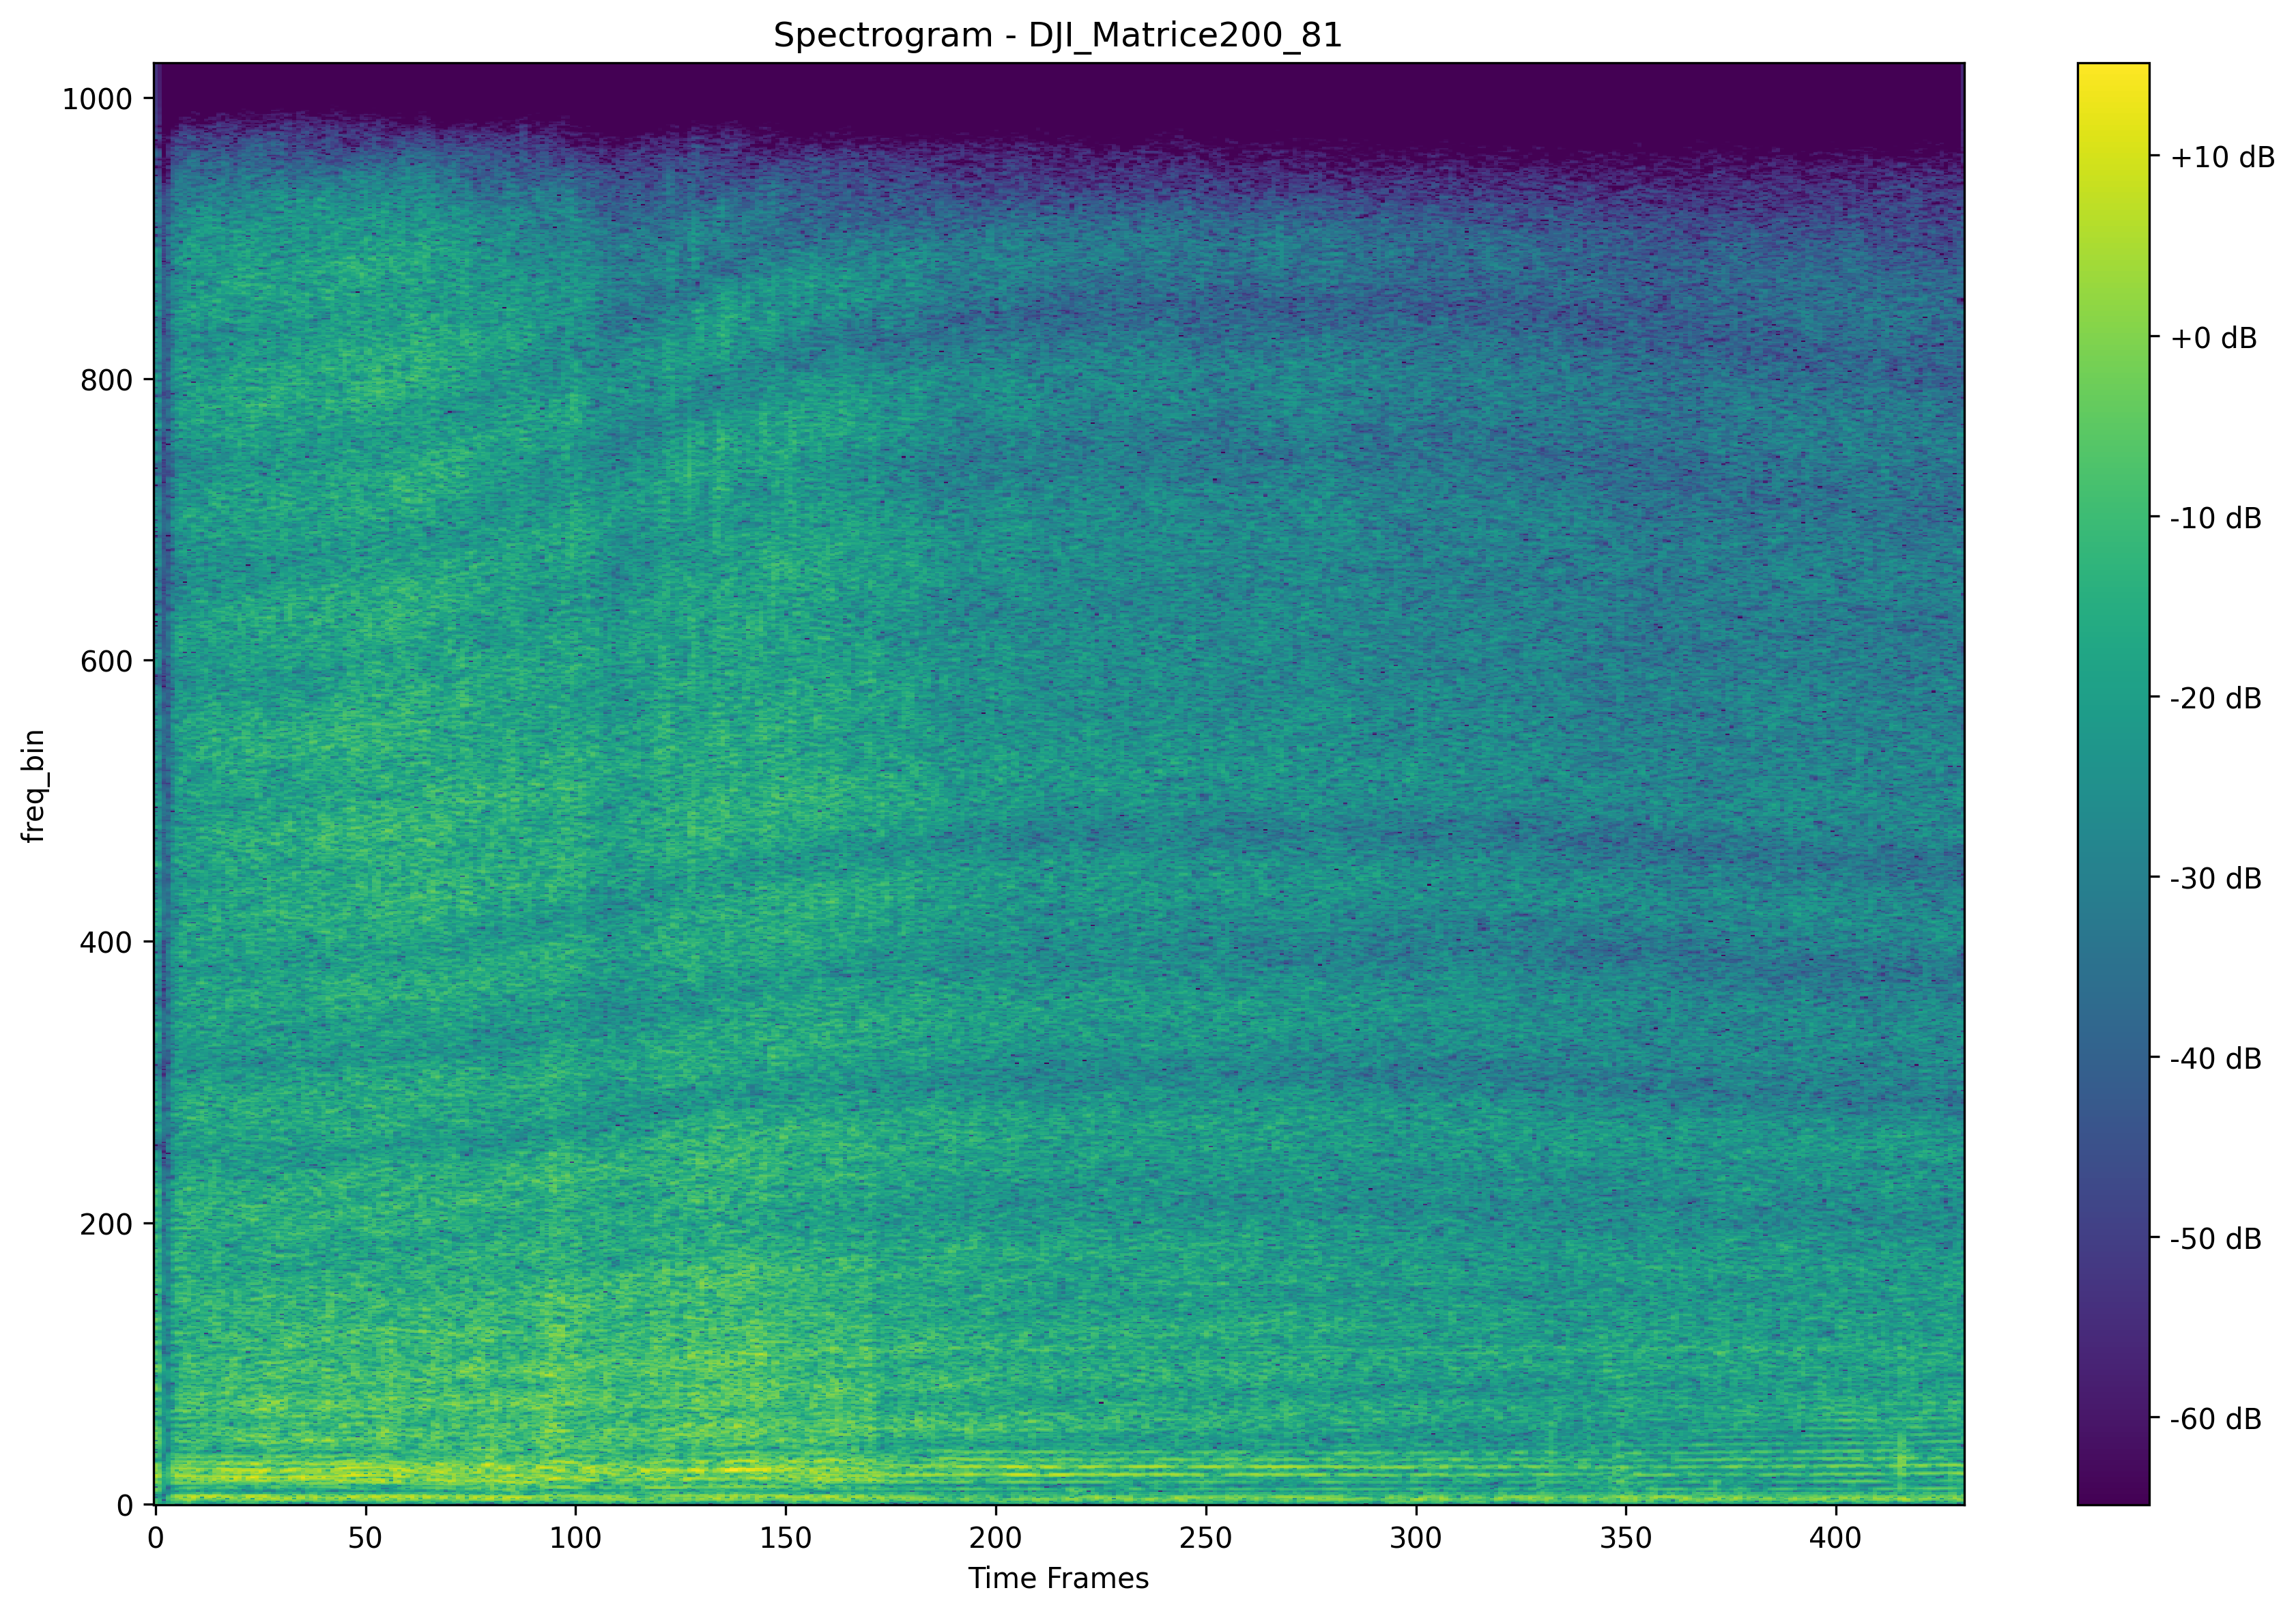 Spectrogram - DJI_Matrice200_81
1000
800
600
400
200
0
freq_bin
0 50 100 150 200 250 300 350 400
Time Frames
+10 dB
+0 dB
-10 dB
-20 dB
-30 dB
-40 dB
-50 dB
-60 dB